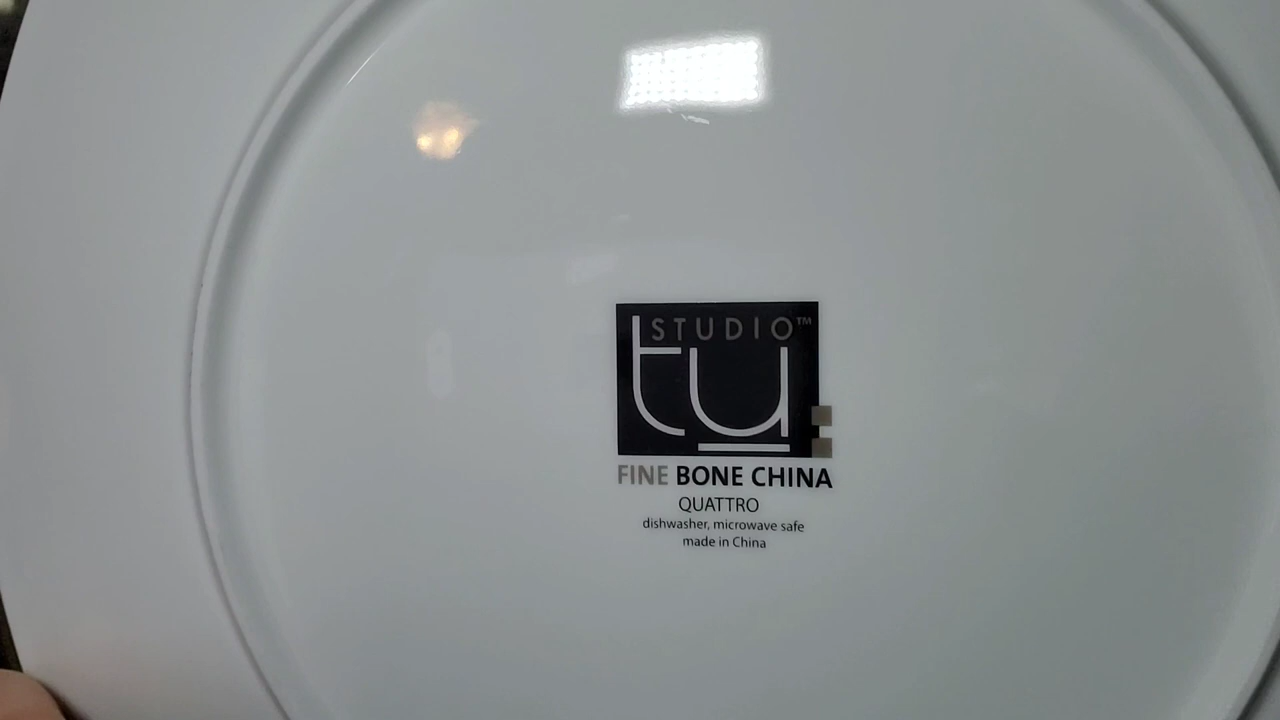 STUDIO™
tu:
FINE BONE CHINA
QUATTRO
dishwasher, microwave safe
made in China